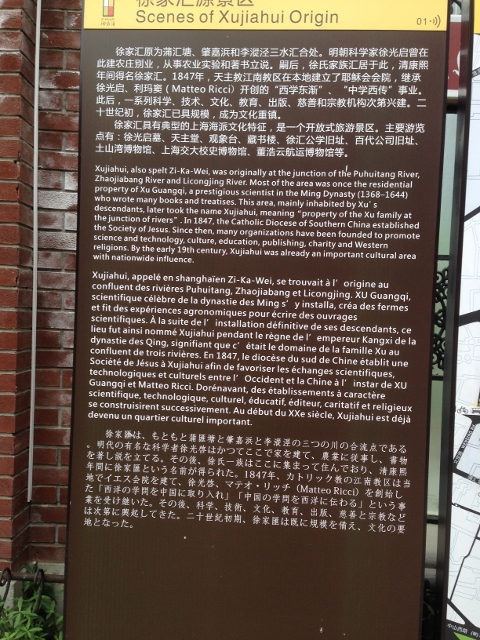 徐家汇源景区
Scenes of Xujiahui Origin
01
徐家汇原为蒲汇塘、肇嘉浜和李漎泾三水汇合处。明朝科学家徐光启曾在
此建农庄别业，从事农业实验和著书立说。嗣后，徐氏家族汇居于此，清康熙
年间得名徐家汇。1847年，天主教江南教区在本地建立了耶稣会会院，继承
徐光启、利玛窦（Matteo Ricci）开创的“西学东渐”、“中学西传”事业。
此后，一系列科学、技术、文化、教育、出版、慈善和宗教机构次第兴建。二
十世纪初，徐家汇已具规模，成为文化重镇。
徐家汇具有典型的上海海派文化特征，是一个开放式旅游景区。主要游览
点有：徐光启墓、天主堂、观象台、藏书楼、徐汇公学旧址、百代公司旧址、
土山湾博物馆、上海交大校史博物馆、董浩云航运博物馆等。
Xujiahui, also spelt Zi-Ka-Wei, was originally at the junction of the Puhuitang River,
Zhaojiabang River and Licongjing River. Most of the area was once the residential
property of Xu Guangqi, a prestigious scientist in the Ming Dynasty (1368–1644)
who wrote many books and treatises. This area, mainly inhabited by Xu's
descendants, later took the name Xujiahui, meaning "property of the Xu family at
the junction of rivers". In 1847, the Catholic Diocese of Southern China established
the Society of Jesus. Since then, many organizations have been founded to promote
science and technology, culture, education, publishing, charity and Western
religions. By the early 19th century, Xujiahui was already an important cultural area
with nationwide influence.
Xujiahui, appelé en shanghaïen Zi-Ka-Wei, se trouvait à l'origine au
confluent des rivières Puhuitang, Zhaojiabang et Licongjing. XU Guangqi,
scientifique célèbre de la dynastie des Ming s'y installa, créa des fermes
et fit des expériences agronomiques pour écrire des ouvrages
scientifiques. À la suite de l'installation définitive de ses descendants, ce
lieu fut ainsi nommé Xujiahui pendant le règne de l'empereur Kangxi de la
dynastie des Qing, signifiant que c'était le domaine de la famille Xu au
confluent de trois rivières. En 1847, le diocèse du sud de Chine établit une
Société de Jésus à Xujiahui afin de favoriser les échanges scientifiques,
technologiques et culturels entre l'Occident et la Chine à l'instar de XU
Guangqi et Matteo Ricci. Dorénavant, des établissements à caractère
scientifique, technologique, culturel, éducatif, éditeur, caritatif et religieux
se construisirent successivement. Au début du XXe siècle, Xujiahui est déjà
devenu un quartier culturel important.
徐家匯は、もともと蒲匯塘と肇嘉浜と李漎涇の三つの川の合流点である
。明代の有名な科学者徐光啓はかつてここで家を建て、農業に従事し、書物
を著し説を立てる。その後、徐氏一族はここに集まって住んでおり、清康熙
年間に徐家匯という名前が得られた。1847年、カトリック教の江南教区は当
地でイエス会院を建て、徐光啓、マテオ・リッチ（Matteo Ricci）を創始し
た「西洋の学問を中国に取り入れ」「中国の学問を西洋に伝わる」という事
業を受け継いだ。その後、科学、技術、文化、教育、出版、慈善と宗教など
は次第に興起してきた。二十世紀初期、徐家匯は既に規模を備え、文化の要
地となった。